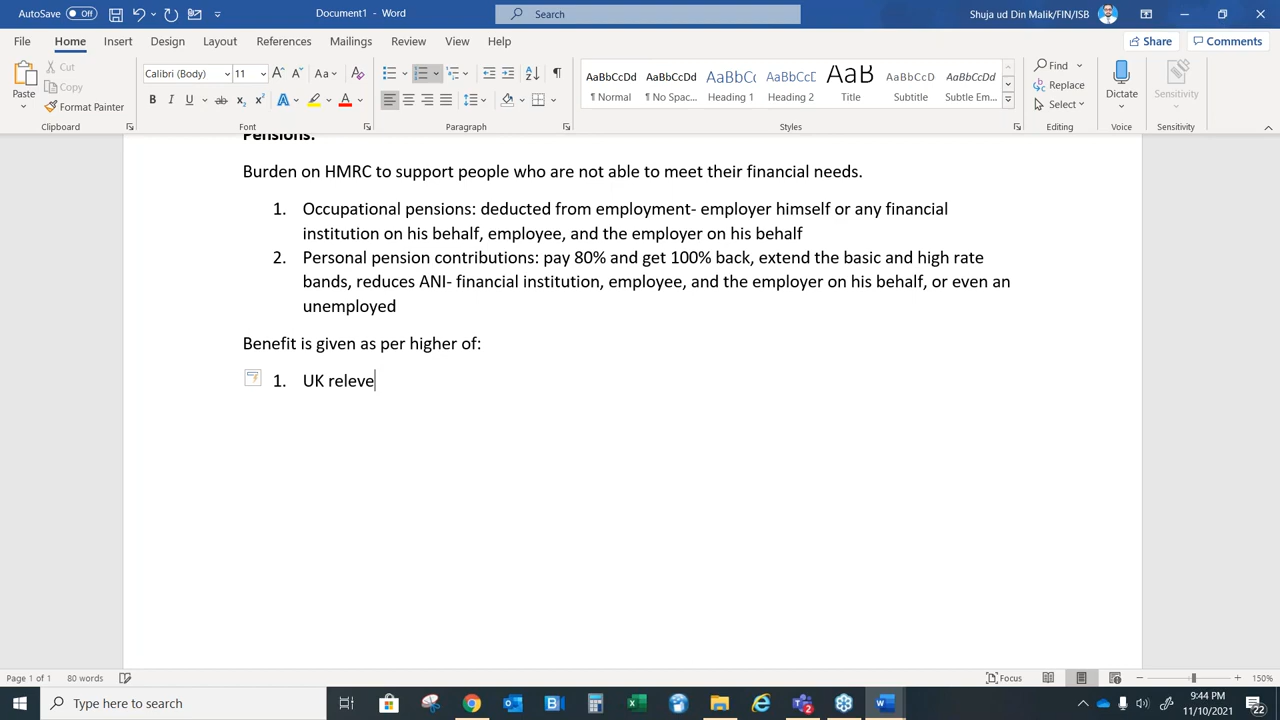 AutoSave Off Document1 - Word Search Shuja ud Din Malik/FIN/ISB
File Home Insert Design Layout References Mailings Review View Help Share Comments
Paste Cut Copy Format Painter
Calibri (Body) 11
AaBbCcDd AaBbCcDd AaBbCc AaBbCcD AaB AaBbCcD AaBbCcDd
¶ Normal ¶ No Spac... Heading 1 Heading 2 Title Subtitle Subtle Em...
Find Replace Select Dictate Sensitivity
Clipboard Font Paragraph Styles Editing Voice Sensitivity
Pensions:
Burden on HMRC to support people who are not able to meet their financial needs.
1. Occupational pensions: deducted from employment- employer himself or any financial
institution on his behalf, employee, and the employer on his behalf
2. Personal pension contributions: pay 80% and get 100% back, extend the basic and high rate
bands, reduces ANI- financial institution, employee, and the employer on his behalf, or even an
unemployed
Benefit is given as per higher of:
1. UK releve
Page 1 of 1 80 words Focus 150%
Type here to search
9:44 PM
11/10/2021
2
22